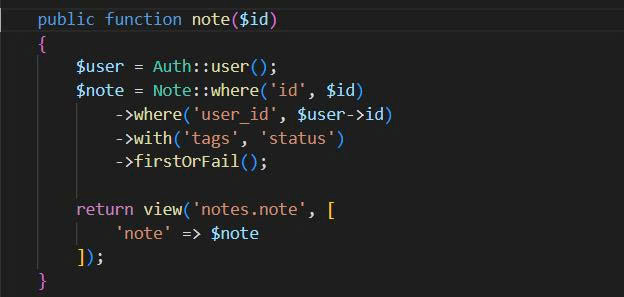 public function note($id)
{
    $user = Auth::user();
    $note = Note::where('id', $id)
        ->where('user_id', $user->id)
        ->with('tags', 'status')
        ->firstOrFail();

    return view('notes.note', [
        'note' => $note
    ]);
}